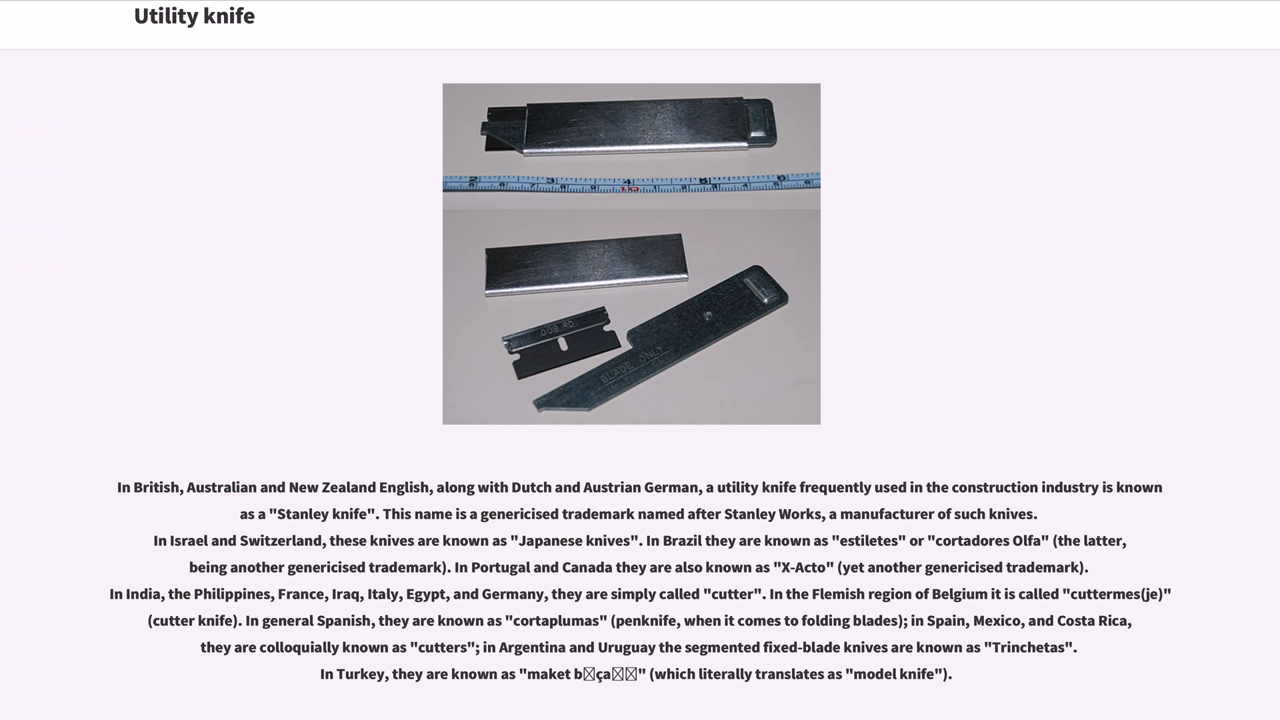 Utility knife
.009 RD
BLADE ONLY
In British, Australian and New Zealand English, along with Dutch and Austrian German, a utility knife frequently used in the construction industry is known
as a "Stanley knife". This name is a genericised trademark named after Stanley Works, a manufacturer of such knives.
In Israel and Switzerland, these knives are known as "Japanese knives". In Brazil they are known as "estiletes" or "cortadores Olfa" (the latter,
being another genericised trademark). In Portugal and Canada they are also known as "X-Acto" (yet another genericised trademark).
In India, the Philippines, France, Iraq, Italy, Egypt, and Germany, they are simply called "cutter". In the Flemish region of Belgium it is called "cuttermes(je)"
(cutter knife). In general Spanish, they are known as "cortaplumas" (penknife, when it comes to folding blades); in Spain, Mexico, and Costa Rica,
they are colloquially known as "cutters"; in Argentina and Uruguay the segmented fixed-blade knives are known as "Trinchetas".
In Turkey, they are known as "maket b☒ça☒☒" (which literally translates as "model knife").